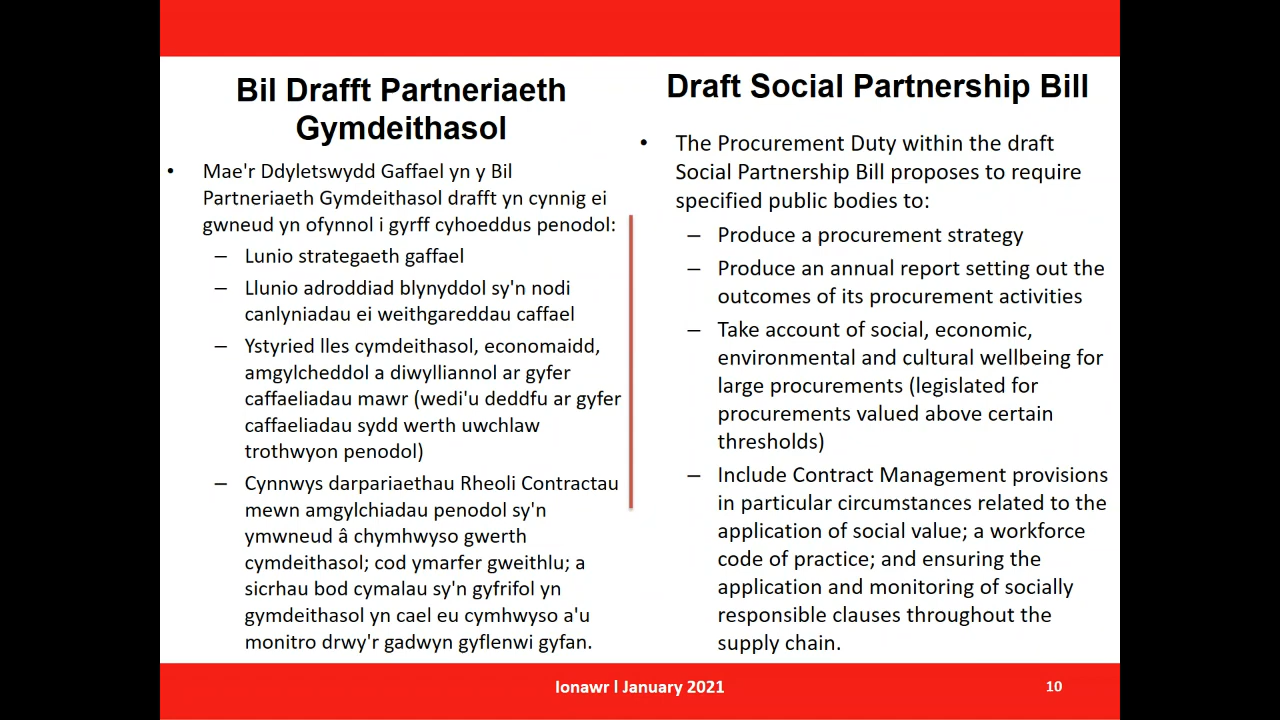 Bil Drafft Partneriaeth
Gymdeithasol
• Mae'r Ddyletswydd Gaffael yn y Bil
Partneriaeth Gymdeithasol drafft yn cynnig ei
gwneud yn ofynnol i gyrff cyhoeddus penodol:
– Lunio strategaeth gaffael
– Llunio adroddiad blynyddol sy'n nodi
canlyniadau ei weithgareddau caffael
– Ystyried lles cymdeithasol, economaidd,
amgylcheddol a diwylliannol ar gyfer
caffaeliadau mawr (wedi'u deddfu ar gyfer
caffaeliadau sydd werth uwchlaw
trothwyon penodol)
– Cynnwys darpariaethau Rheoli Contractau
mewn amgylchiadau penodol sy'n
ymwneud â chymhwyso gwerth
cymdeithasol; cod ymarfer gweithlu; a
sicrhau bod cymalau sy'n gyfrifol yn
gymdeithasol yn cael eu cymhwyso a'u
monitro drwy'r gadwyn gyflenwi gyfan.
Draft Social Partnership Bill
• The Procurement Duty within the draft
Social Partnership Bill proposes to require
specified public bodies to:
– Produce a procurement strategy
– Produce an annual report setting out the
outcomes of its procurement activities
– Take account of social, economic,
environmental and cultural wellbeing for
large procurements (legislated for
procurements valued above certain
thresholds)
– Include Contract Management provisions
in particular circumstances related to the
application of social value; a workforce
code of practice; and ensuring the
application and monitoring of socially
responsible clauses throughout the
supply chain.
Ionawr l January 2021
10